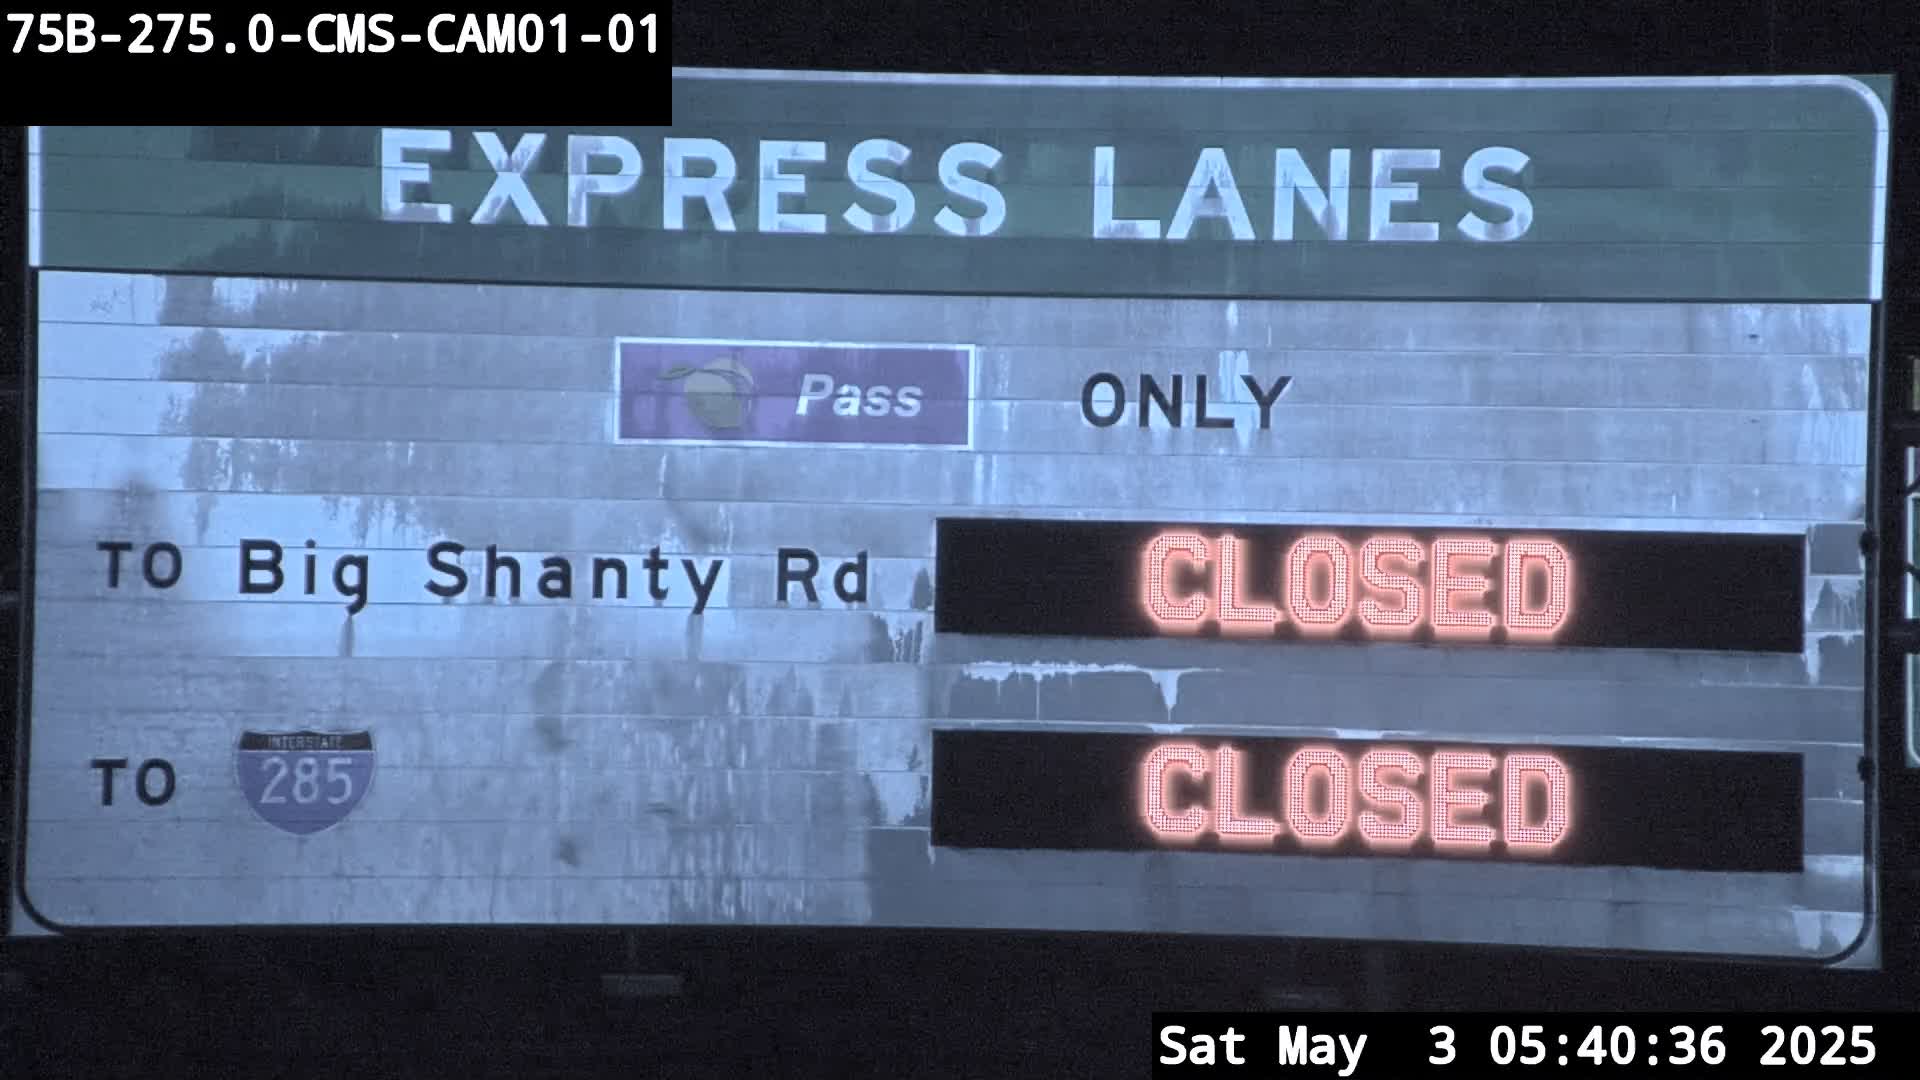 75B-275.0-CMS-CAM01-01
EXPRESS LANES
Pass ONLY
TO Big Shanty Rd CLOSED
TO INTERSTATE 285 CLOSED
Sat May 3 05:40:36 2025